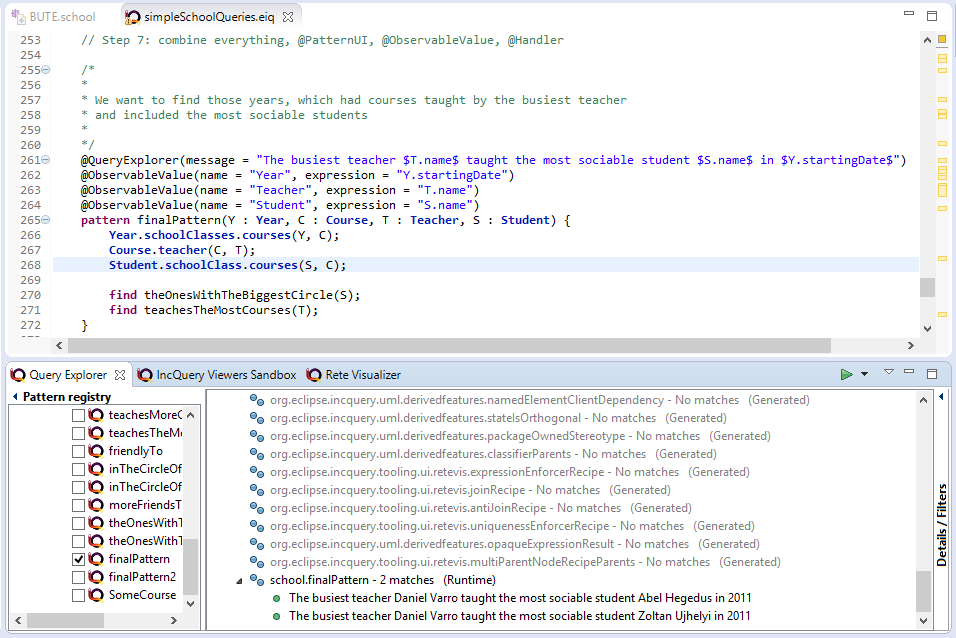 BUTE.school
simpleSchoolQueries.eiq
253 // Step 7: combine everything, @PatternUI, @ObservableValue, @Handler
254
255 /*
256 *
257 * We want to find those years, which had courses taught by the busiest teacher
258 * and included the most sociable students
259 *
260 */
261 @QueryExplorer(message = "The busiest teacher $T.name$ taught the most sociable student $S.name$ in $Y.startingDate$")
262 @ObservableValue(name = "Year", expression = "Y.startingDate")
263 @ObservableValue(name = "Teacher", expression = "T.name")
264 @ObservableValue(name = "Student", expression = "S.name")
265 pattern finalPattern(Y : Year, C : Course, T : Teacher, S : Student) {
266 Year.schoolClasses.courses(Y, C);
267 Course.teacher(C, T);
268 Student.schoolClass.courses(S, C);
269
270 find theOnesWithTheBiggestCircle(S);
271 find teachesTheMostCourses(T);
272 }
Query Explorer
IncQuery Viewers Sandbox
Rete Visualizer
Pattern registry
teachesMoreC
teachesTheMo
friendlyTo
inTheCircleOf
inTheCircleOf
moreFriendsT
theOnesWithT
theOnesWithT
finalPattern
finalPattern2
SomeCourse
org.eclipse.incquery.uml.derivedfeatures.namedElementClientDependency - No matches (Generated)
org.eclipse.incquery.uml.derivedfeatures.stateIsOrthogonal - No matches (Generated)
org.eclipse.incquery.uml.derivedfeatures.packageOwnedStereotype - No matches (Generated)
org.eclipse.incquery.uml.derivedfeatures.classifierParents - No matches (Generated)
org.eclipse.incquery.tooling.ui.retevis.expressionEnforcerRecipe - No matches (Generated)
org.eclipse.incquery.tooling.ui.retevis.joinRecipe - No matches (Generated)
org.eclipse.incquery.tooling.ui.retevis.antiJoinRecipe - No matches (Generated)
org.eclipse.incquery.tooling.ui.retevis.uniquenessEnforcerRecipe - No matches (Generated)
org.eclipse.incquery.uml.derivedfeatures.opaqueExpressionResult - No matches (Generated)
org.eclipse.incquery.tooling.ui.retevis.multiParentNodeRecipeParents - No matches (Generated)
school.finalPattern - 2 matches (Runtime)
The busiest teacher Daniel Varro taught the most sociable student Abel Hegedus in 2011
The busiest teacher Daniel Varro taught the most sociable student Zoltan Ujhelyi in 2011
Details / Filters